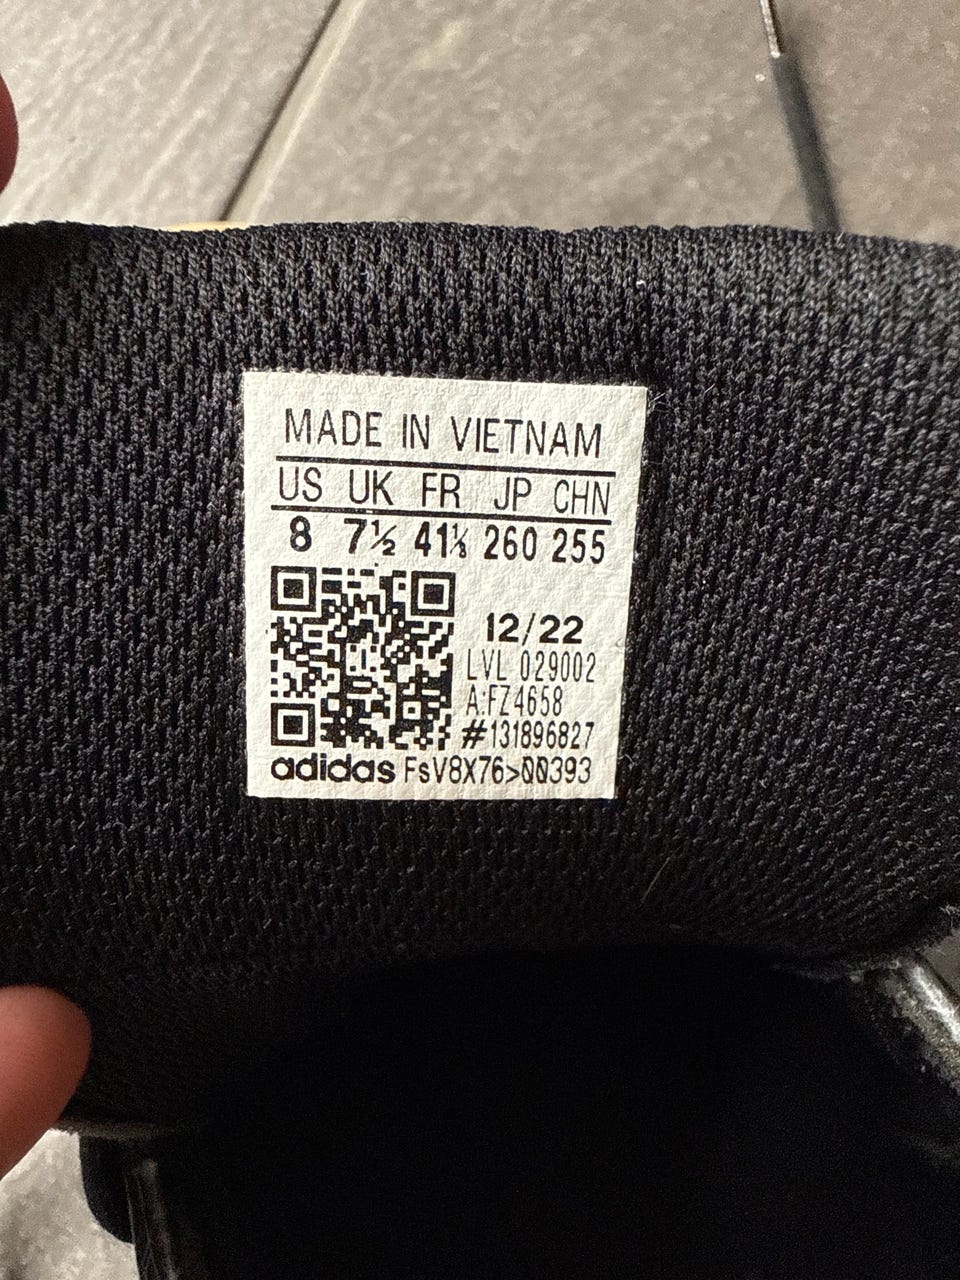 MADE IN VIETNAM
US UK FR JP CHN
8 7½ 41⅓ 260 255
12/22
LVL 029002
A:FZ4658
#131896827
adidas FsV8X76>00393